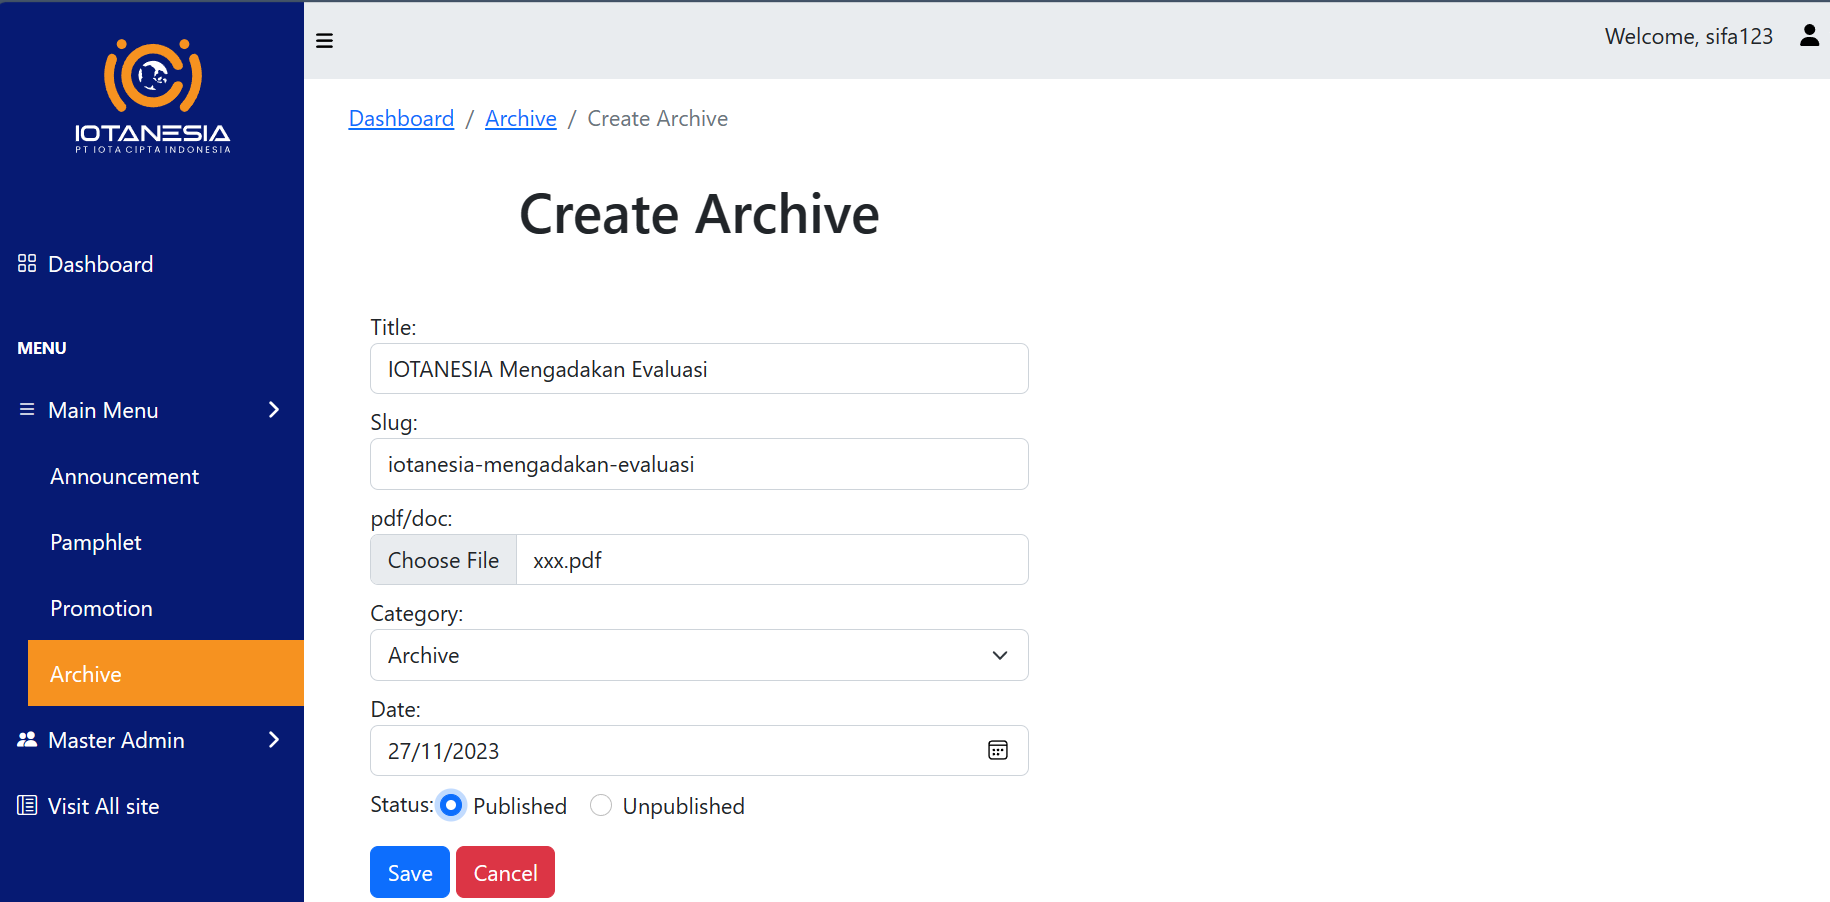 IOTANESIA
PT IOTA CIPTA INDONESIA
Dashboard
MENU
Main Menu
Announcement
Pamphlet
Promotion
Archive
Master Admin
Visit All site
Welcome, sifa123
Dashboard / Archive / Create Archive
Create Archive
Title:
IOTANESIA Mengadakan Evaluasi
Slug:
iotanesia-mengadakan-evaluasi
pdf/doc:
Choose File xxx.pdf
Category:
Archive
Date:
27/11/2023
Status: Published Unpublished
Save Cancel